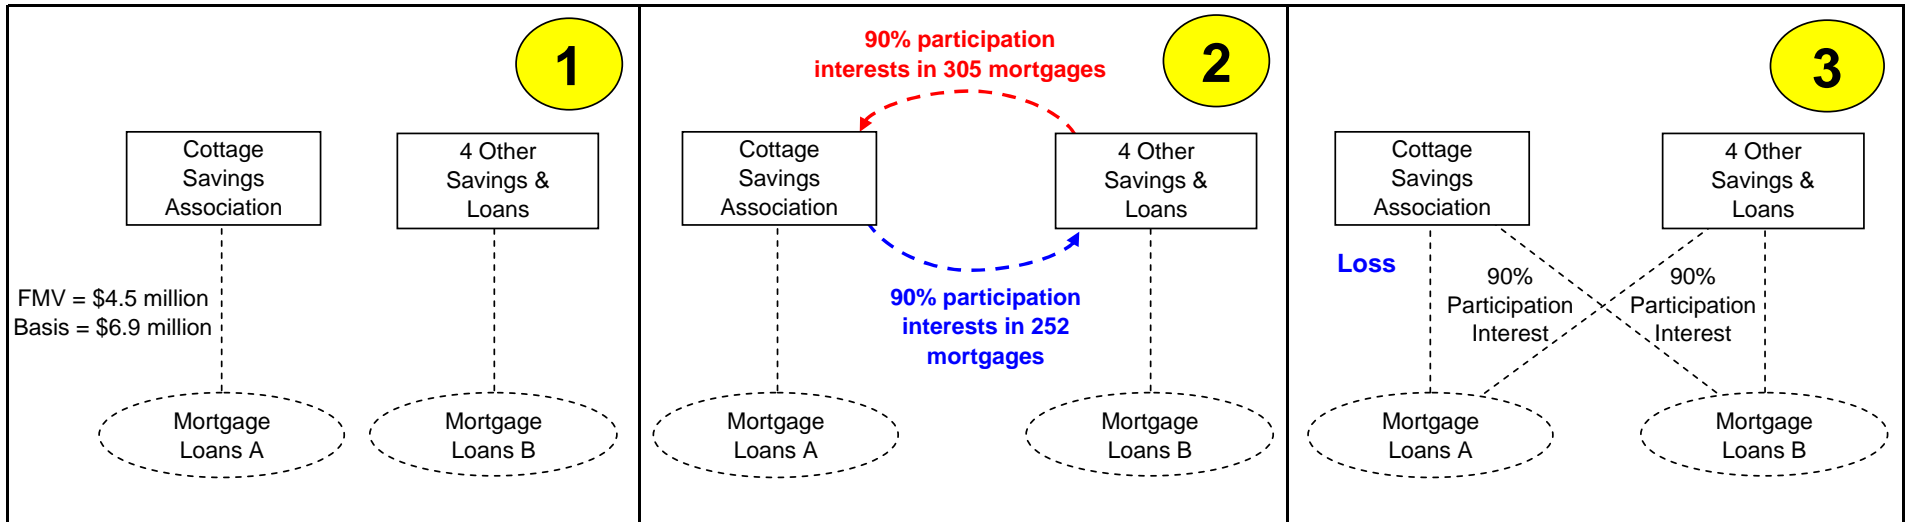 1
Cottage
Savings
Association
4 Other
Savings &
Loans
FMV = $4.5 million
Basis = $6.9 million
Mortgage
Loans A
Mortgage
Loans B
2
90% participation
interests in 305 mortgages
Cottage
Savings
Association
4 Other
Savings &
Loans
90% participation
interests in 252
mortgages
Mortgage
Loans A
Mortgage
Loans B
3
Cottage
Savings
Association
4 Other
Savings &
Loans
Loss
90%
Participation
Interest
90%
Participation
Interest
Mortgage
Loans A
Mortgage
Loans B